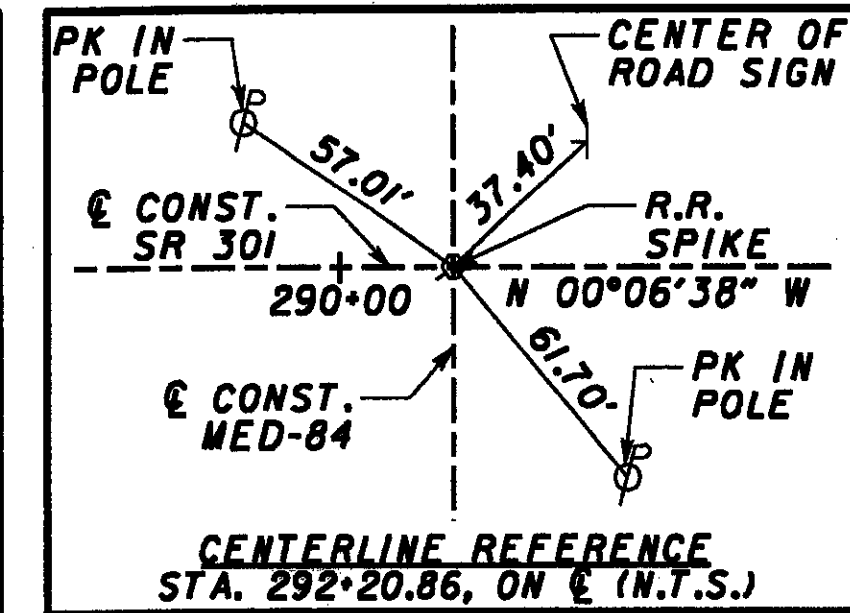 PK IN
POLE
P
57.01'
37.40'
CENTER OF
ROAD SIGN
℄ CONST.
SR 301
R.R.
SPIKE
290+00
N 00°06'38" W
61.70'
℄ CONST.
MED-84
PK IN
POLE
P
CENTERLINE REFERENCE
STA. 292+20.86, ON ℄ (N.T.S.)